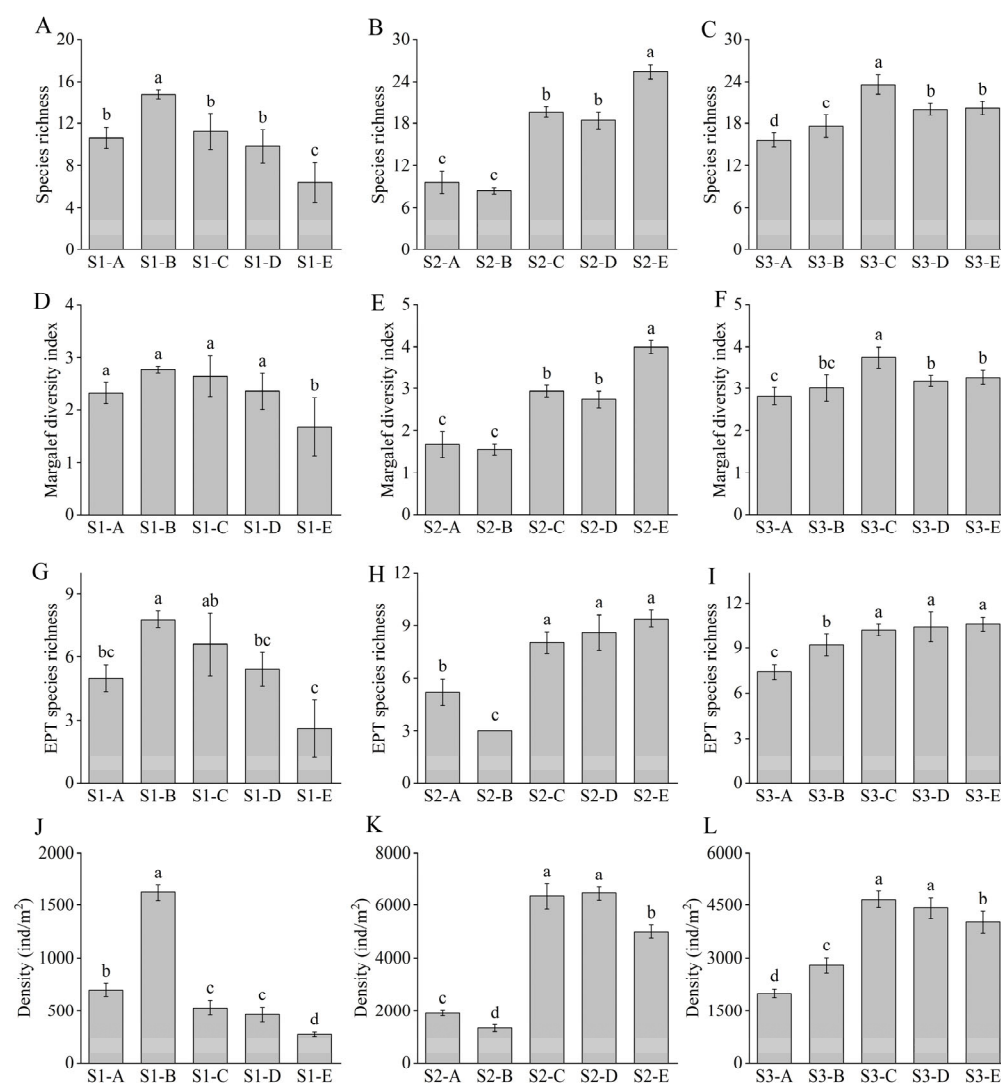 A
Species richness
20
16
12
8
4
0
b
a
b
b
c
S1-A S1-B S1-C S1-D S1-E
B
Species richness
30
24
18
12
6
0
c
c
b
b
a
S2-A S2-B S2-C S2-D S2-E
C
Species richness
30
24
18
12
6
0
d
c
a
b
b
S3-A S3-B S3-C S3-D S3-E
D
Margalef diversity index
4
3
2
1
0
a
a
a
a
b
S1-A S1-B S1-C S1-D S1-E
E
Margalef diversity index
5
4
3
2
1
0
c
c
b
b
a
S2-A S2-B S2-C S2-D S2-E
F
Margalef diversity index
5
4
3
2
1
0
c
bc
a
b
b
S3-A S3-B S3-C S3-D S3-E
G
EPT species richness
9
6
3
0
bc
a
ab
bc
c
S1-A S1-B S1-C S1-D S1-E
H
EPT species richness
12
9
6
3
0
b
c
a
a
a
S2-A S2-B S2-C S2-D S2-E
I
EPT species richness
12
9
6
3
0
c
b
a
a
a
S3-A S3-B S3-C S3-D S3-E
J
Density (ind/m²)
2000
1500
1000
500
0
b
a
c
c
d
S1-A S1-B S1-C S1-D S1-E
K
Density (ind/m²)
8000
6000
4000
2000
0
c
d
a
a
b
S2-A S2-B S2-C S2-D S2-E
L
Density (ind/m²)
6000
4500
3000
1500
0
d
c
a
a
b
S3-A S3-B S3-C S3-D S3-E